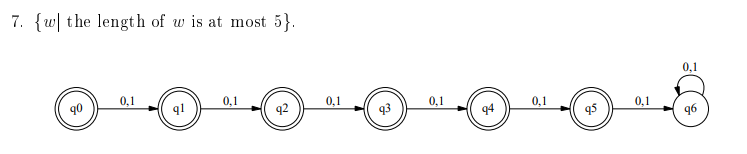 7. {w| the length of w is at most 5}.
0,1
q0 0,1 q1 0,1 q2 0,1 q3 0,1 q4 0,1 q5 0,1 q6